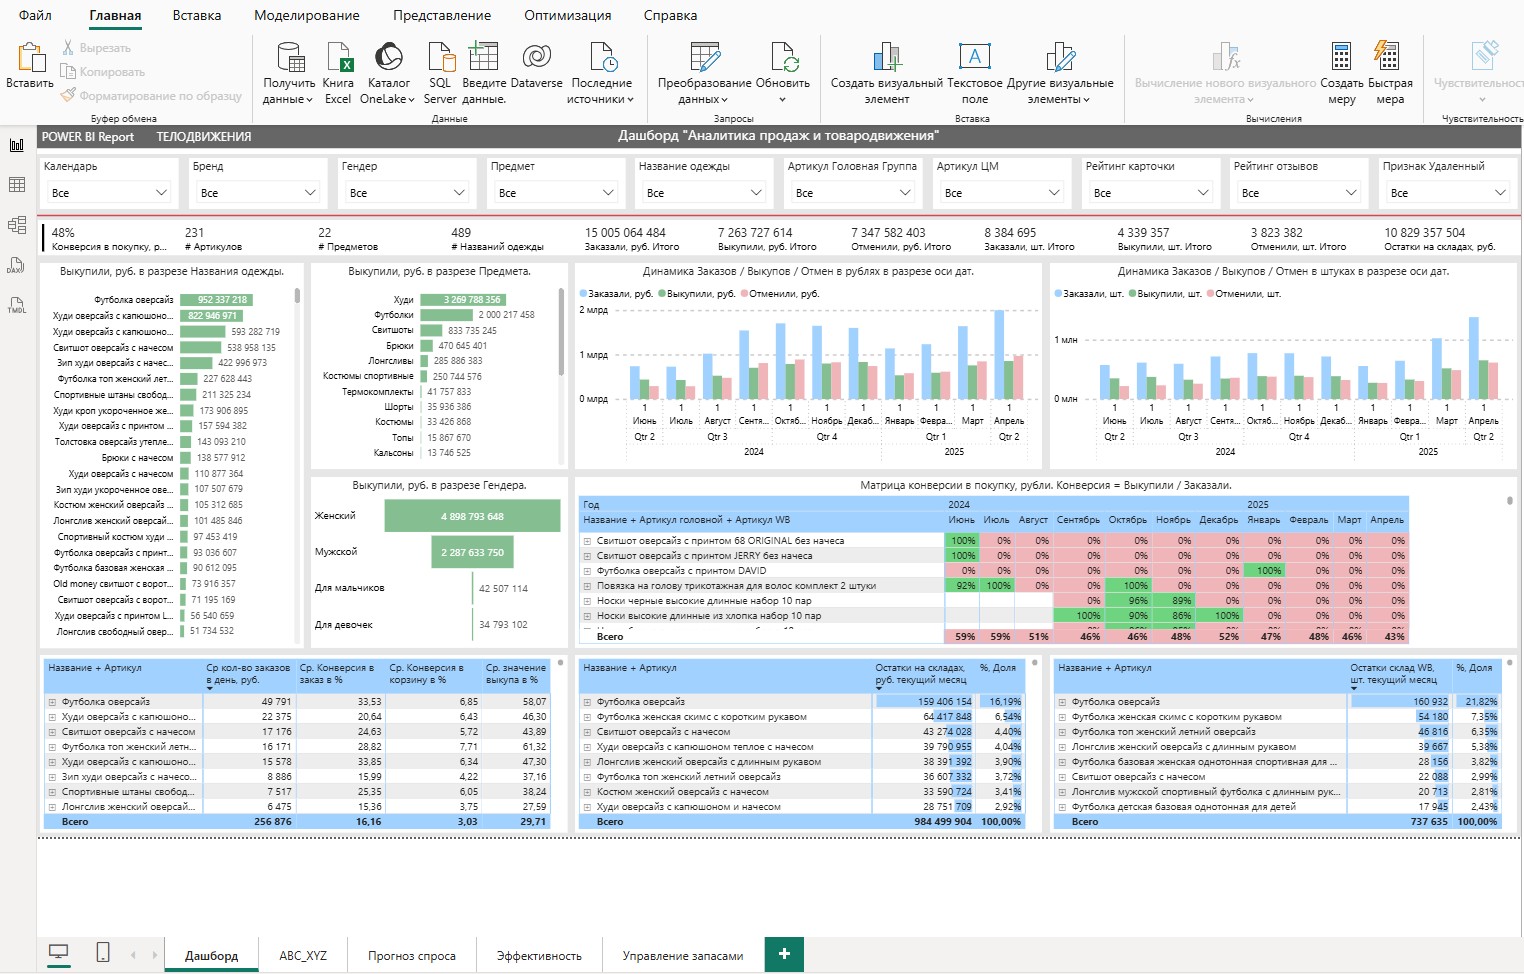 Файл Главная Вставка Моделирование Представление Оптимизация Справка
Вставить
Вырезать
Копировать
Форматирование по образцу
Буфер обмена
Получить данные
Книга Excel
Каталог OneLake
SQL Server
Введите данные.
Dataverse
Последние источники
Данные
Преобразование данных
Обновить
Запросы
Создать визуальный элемент
Текстовое поле
Другие визуальные элементы
Вставка
Вычисление нового визуального элемента
Создать меру
Быстрая мера
Вычисления
Чувствительност
Чувствительность
DAX
TMDL
POWER BI Report ТЕЛОДВИЖЕНИЯ Дашборд "Аналитика продаж и товародвижения"
Календарь Бренд Гендер Предмет Название одежды Артикул Головная Группа Артикул ЦМ Рейтинг карточки Рейтинг отзывов Признак Удаленный
Все Все Все Все Все Все Все Все Все Все
48% 231 22 489 15 005 064 484 7 263 727 614 7 347 582 403 8 384 695 4 339 357 3 823 382 10 829 357 504
Конверсия в покупку, р... # Артикулов # Предметов # Названий одежды Заказали, руб. Итого Выкупили, руб. Итого Отменили, руб. Итого Заказали, шт. Итого Выкупили, шт. Итого Отменили, шт. Итого Остатки на складах, руб.
Выкупили, руб. в разрезе Названия одежды.
Футболка оверсайз 952 337 218
Худи оверсайз с капюшоно... 822 946 971
Худи оверсайз с капюшоно... 593 282 719
Свитшот оверсайз с начесом 538 958 135
Зип худи оверсайз с начес... 422 996 973
Футболка топ женский лет... 227 628 443
Спортивные штаны свобод... 211 325 234
Худи кроп укороченное же... 173 906 895
Худи оверсайз с принтом ... 157 594 382
Толстовка оверсайз утепле... 143 093 210
Брюки с начесом 138 577 912
Худи оверсайз с начесом 110 877 364
Зип худи укороченное ове... 107 507 679
Костюм женский оверсайз ... 105 312 685
Лонгслив женский оверсай... 101 485 846
Спортивный костюм худи ... 97 453 419
Футболка оверсайз с принт... 93 036 607
Футболка базовая женская ... 90 612 095
Old money свитшот с ворот... 73 916 357
Свитшот оверсайз с ворот... 71 195 169
Худи оверсайз с принтом L... 56 540 659
Лонгслив свободный овер... 51 734 532
Выкупили, руб. в разрезе Предмета.
Худи 3 269 788 356
Футболки 2 000 217 458
Свитшоты 833 735 245
Брюки 470 645 401
Лонгсливы 285 886 383
Костюмы спортивные 250 744 576
Термокомплекты 41 757 833
Шорты 35 936 386
Костюмы 33 426 868
Топы 15 867 670
Кальсоны 13 746 525
Выкупили, руб. в разрезе Гендера.
Женский 4 898 793 648
Мужской 2 287 633 750
Для мальчиков 42 507 114
Для девочек 34 793 102
Динамика Заказов / Выкупов / Отмен в рублях в разрезе оси дат.
Заказали, руб. Выкупили, руб. Отменили, руб.
2 млрд
1 млрд
0 млрд
1 1 1 1 1 1 1 1 1 1 1
Июнь Июль Август Сентя... Октяб... Ноябрь Декаб... Январь Февра... Март Апрель
Qtr 2 Qtr 3 Qtr 4 Qtr 1 Qtr 2
2024 2025
Динамика Заказов / Выкупов / Отмен в штуках в разрезе оси дат.
Заказали, шт. Выкупили, шт. Отменили, шт.
1 млн
0 млн
1 1 1 1 1 1 1 1 1 1 1
Июнь Июль Август Сентя... Октяб... Ноябрь Декаб... Январь Февра... Март Апрель
Qtr 2 Qtr 3 Qtr 4 Qtr 1 Qtr 2
2024 2025
Матрица конверсии в покупку, рубли. Конверсия = Выкупили / Заказали.
Год 2024 2025
Название + Артикул головной + Артикул WB Июнь Июль Август Сентябрь Октябрь Ноябрь Декабрь Январь Февраль Март Апрель
Свитшот оверсайз с принтом 68 ORIGINAL без начеса 100% 0% 0% 0% 0% 0% 0% 0% 0% 0% 0%
Свитшот оверсайз с принтом JERRY без начеса 100% 0% 0% 0% 0% 0% 0% 0% 0% 0% 0%
Футболка оверсайз с принтом DAVID 0% 0% 0% 0% 0% 0% 0% 100% 0% 0% 0%
Повязка на голову трикотажная для волос комплект 2 штуки 92% 100% 0% 0% 100% 0% 0% 0% 0% 0% 0%
Носки черные высокие длинные набор 10 пар 0% 96% 89% 0% 0% 0% 0% 0%
Носки высокие длинные из хлопка набор 10 пар 100% 90% 86% 100% 0% 0% 0% 0%
Всего 59% 59% 51% 46% 46% 48% 52% 47% 48% 46% 43%
Название + Артикул Ср кол-во заказов в день, руб. Ср. Конверсия в заказ в % Ср. Конверсия в корзину в % Ср. значение выкупа в %
Футболка оверсайз 49 791 33,53 6,85 58,07
Худи оверсайз с капюшоно... 22 375 20,64 6,43 46,30
Свитшот оверсайз с начесом 17 176 24,63 5,72 43,89
Футболка топ женский летн... 16 171 28,82 7,71 61,32
Худи оверсайз с капюшоно... 15 578 33,85 6,34 47,30
Зип худи оверсайз с начесо... 8 886 15,99 4,22 37,16
Спортивные штаны свобод... 7 517 25,35 6,05 38,24
Лонгслив женский оверсай... 6 475 15,36 3,75 27,59
Всего 256 876 16,16 3,03 29,71
Название + Артикул Остатки на складах, руб. текущий месяц %, Доля
Футболка оверсайз 159 406 154 16,19%
Футболка женская скимс с коротким рукавом 64 417 848 6,54%
Свитшот оверсайз с начесом 43 274 028 4,40%
Худи оверсайз с капюшоном теплое с начесом 39 790 955 4,04%
Лонгслив женский оверсайз с длинным рукавом 38 391 392 3,90%
Футболка топ женский летний оверсайз 36 607 332 3,72%
Костюм женский оверсайз с начесом 33 590 724 3,41%
Худи оверсайз с капюшоном и начесом 28 751 709 2,92%
Всего 984 499 904 100,00%
Название + Артикул Остатки склад WB, шт. текущий месяц %, Доля
Футболка оверсайз 160 932 21,82%
Футболка женская скимс с коротким рукавом 54 180 7,35%
Футболка топ женский летний оверсайз 46 816 6,35%
Лонгслив женский оверсайз с длинным рукавом 39 667 5,38%
Футболка базовая женская однотонная спортивная для ... 28 156 3,82%
Свитшот оверсайз с начесом 22 088 2,99%
Лонгслив мужской спортивный футболка с длинным рук... 20 713 2,81%
Футболка детская базовая однотонная для детей 17 945 2,43%
Всего 737 635 100,00%
Дашборд ABC_XYZ Прогноз спроса Эффективность Управление запасами +